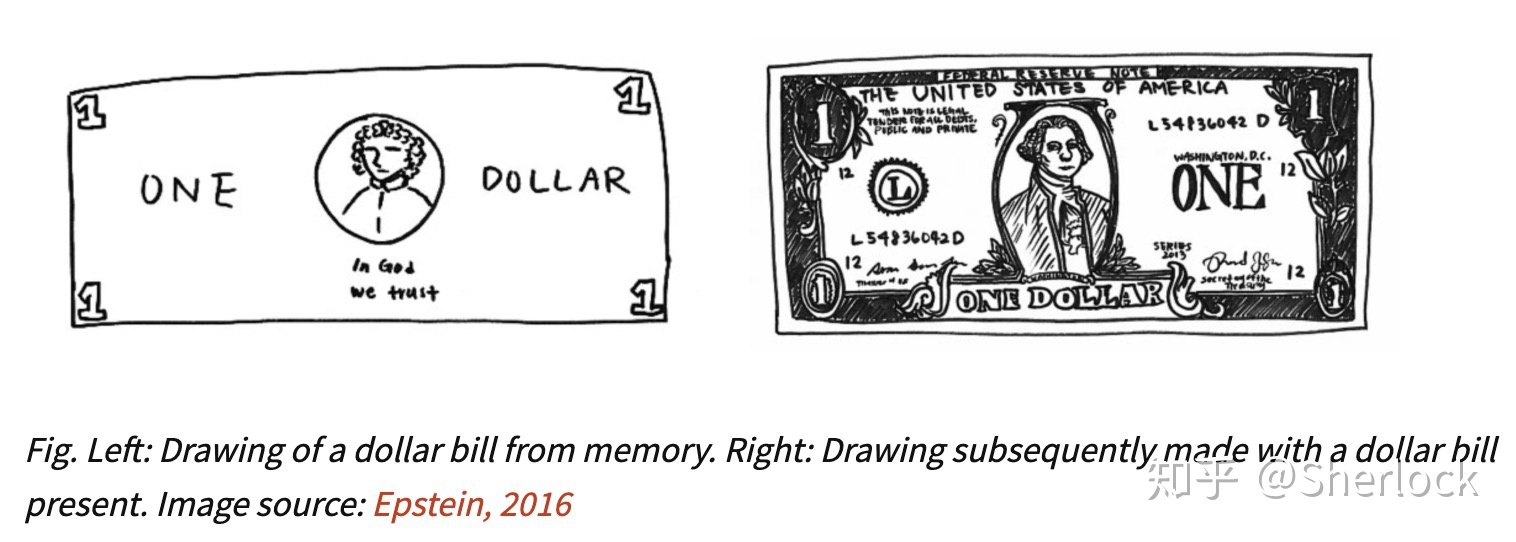 1
1
ONE
DOLLAR
In God
we trust
1
1
FEDERAL RESERVE NOTE
THE UNITED STATES OF AMERICA
1
1
THIS NOTE IS LEGAL
TENDER FOR ALL DEBTS,
PUBLIC AND PRIVATE
L54836042 D
WASHINGTON, D.C.
12
L
ONE
12
L54836042D
SERIES
2013
12
12
secretary of the
Treasury
1
ONE DOLLAR
1
Fig. Left: Drawing of a dollar bill from memory. Right: Drawing subsequently made with a dollar bill
present. Image source: Epstein, 2016
知乎 @Sherlock